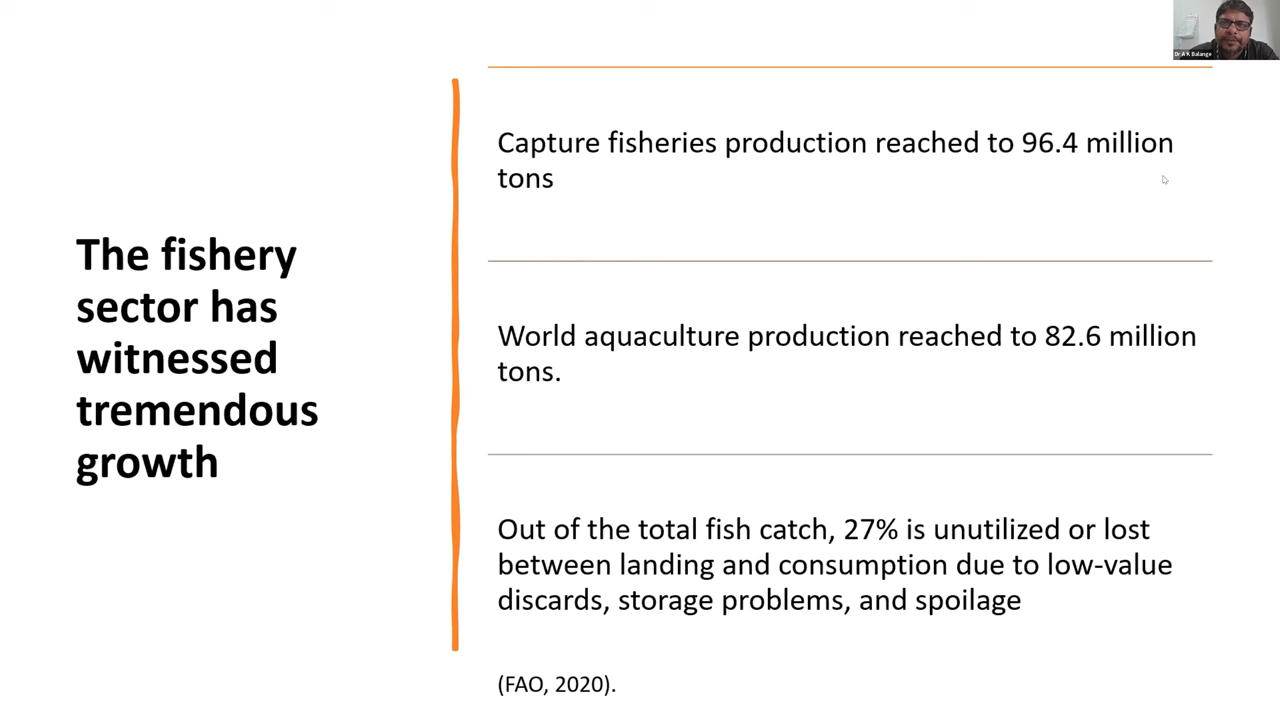 Dr A K Balange
The fishery
sector has
witnessed
tremendous
growth
Capture fisheries production reached to 96.4 million
tons
World aquaculture production reached to 82.6 million
tons.
Out of the total fish catch, 27% is unutilized or lost
between landing and consumption due to low-value
discards, storage problems, and spoilage
(FAO, 2020).